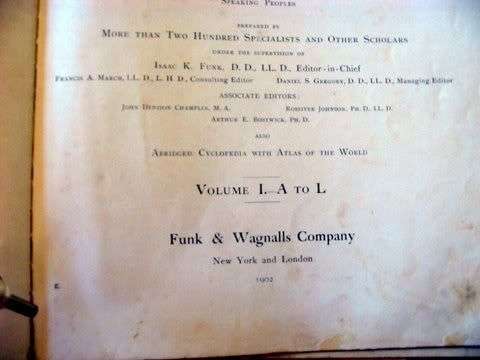 Speaking Peoples
PREPARED BY
More than Two Hundred Specialists and Other Scholars
UNDER THE SUPERVISION OF
Isaac K. Funk, D. D., LL. D., Editor-in-Chief
Francis A. March, LL. D., L. H. D., Consulting Editor Daniel S. Gregory, D. D., LL. D., Managing Editor
ASSOCIATE EDITORS:
John Denison Champlin, M. A. Rossiter Johnson, Ph. D., LL. D.
Arthur E. Bostwick, Ph. D.
ALSO
Abridged Cyclopedia with Atlas of the World
Volume I.—A to L
Funk & Wagnalls Company
New York and London
1902
E.